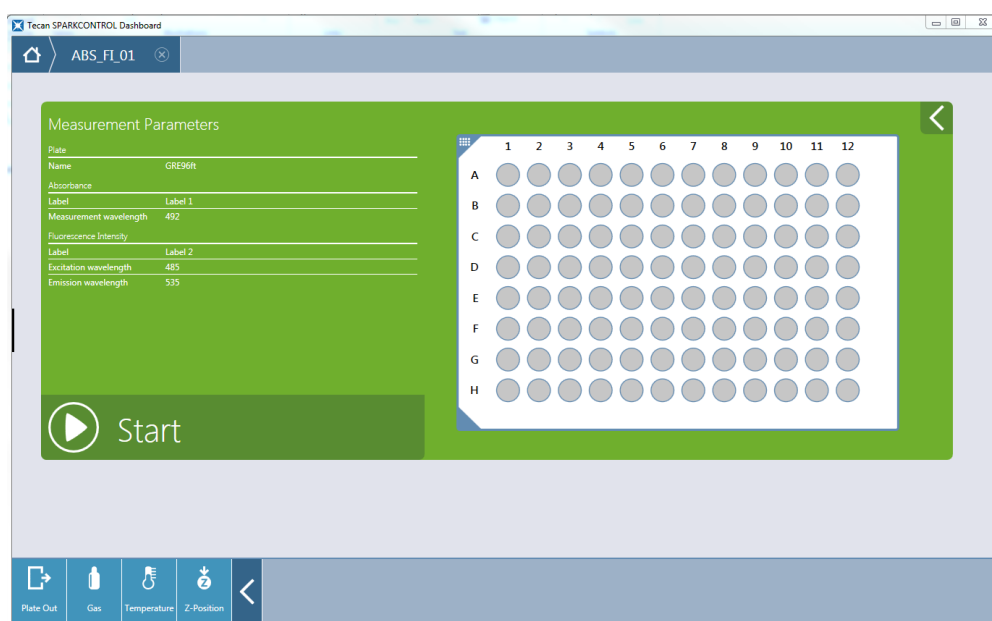 Tecan SPARKCONTROL Dashboard
ABS_FI_01
Measurement Parameters
Plate
Name GRE96ft
Absorbance
Label Label 1
Measurement wavelength 492
Fluorescence Intensity
Label Label 2
Excitation wavelength 485
Emission wavelength 535
Start
1 2 3 4 5 6 7 8 9 10 11 12
A
B
C
D
E
F
G
H
Plate Out Gas Temperature Z-Position
Z